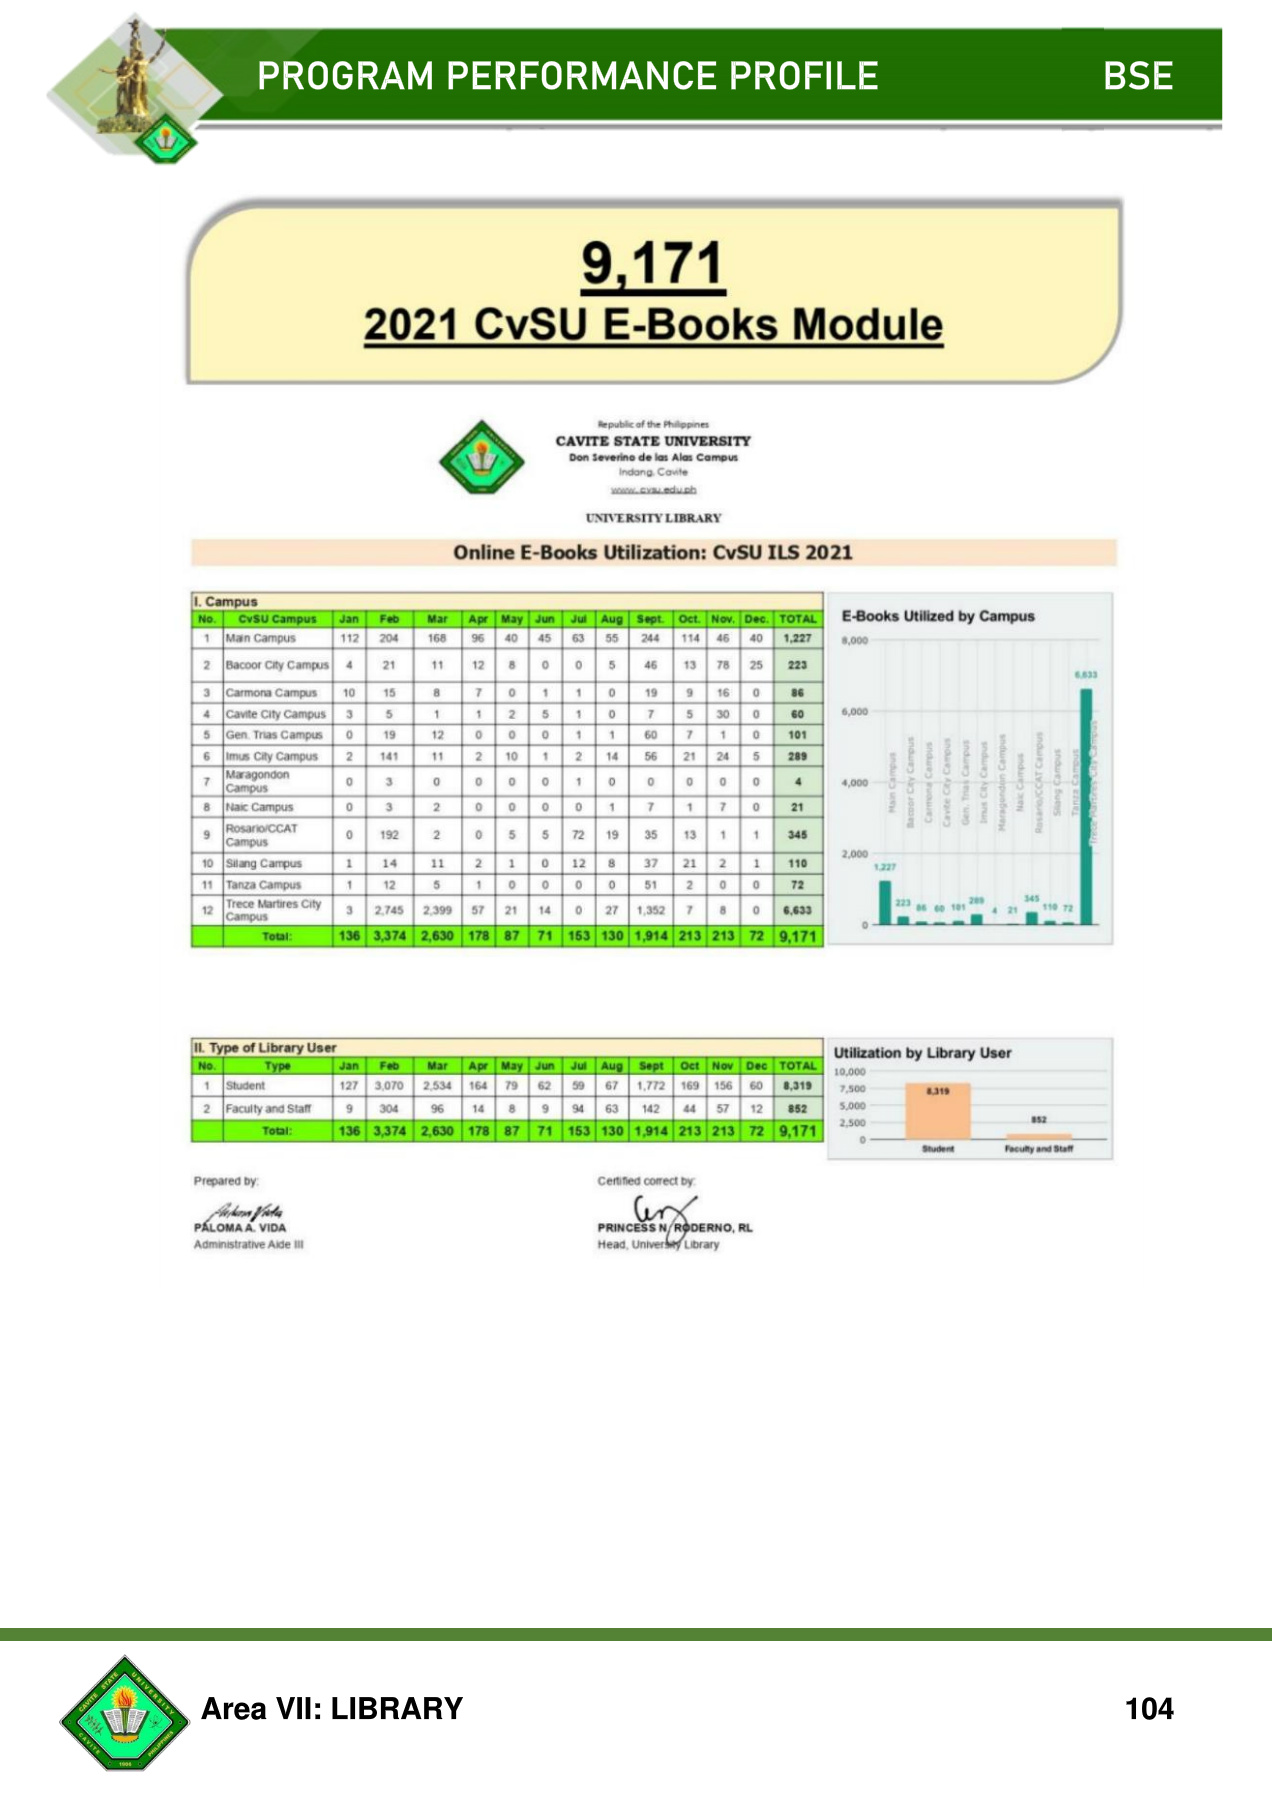 PROGRAM PERFORMANCE PROFILE BSE
9,171
2021 CvSU E-Books Module
Republic of the Philippines
CAVITE STATE UNIVERSITY
Don Severino de las Alas Campus
Indang, Cavite
www.cvsu.edu.ph
UNIVERSITY LIBRARY
Online E-Books Utilization: CvSU ILS 2021
I. Campus
No. CvSU Campus Jan Feb Mar Apr May Jun Jul Aug Sept. Oct. Nov. Dec. TOTAL
1 Main Campus 112 204 168 96 40 45 63 55 244 114 46 40 1,227
2 Bacoor City Campus 4 21 11 12 8 0 0 5 46 13 78 25 223
3 Carmona Campus 10 15 8 7 0 1 1 0 19 9 16 0 86
4 Cavite City Campus 3 5 1 1 2 5 1 0 7 5 30 0 60
5 Gen. Trias Campus 0 19 12 0 0 0 1 1 60 7 1 0 101
6 Imus City Campus 2 141 11 2 10 1 2 14 56 21 24 5 289
7 Maragondon Campus 0 3 0 0 0 0 1 0 0 0 0 0 4
8 Naic Campus 0 3 2 0 0 0 0 1 7 1 7 0 21
9 Rosario/CCAT Campus 0 192 2 0 5 5 72 19 35 13 1 1 345
10 Silang Campus 1 14 11 2 1 0 12 8 37 21 2 1 110
11 Tanza Campus 1 12 5 1 0 0 0 0 51 2 0 0 72
12 Trece Martires City Campus 3 2,745 2,399 57 21 14 0 27 1,352 7 8 0 6,633
Total: 136 3,374 2,630 178 87 71 153 130 1,914 213 213 72 9,171
E-Books Utilized by Campus
8,000
6,000
4,000
2,000
0
1,227 223 86 60 101 289 4 21 345 110 72 6,633
Main Campus
Bacoor City Campus
Carmona Campus
Cavite City Campus
Gen. Trias Campus
Imus City Campus
Maragondon Campus
Naic Campus
Rosario/CCAT Campus
Silang Campus
Tanza Campus
Trece Martires City Campus
II. Type of Library User
No. Type Jan Feb Mar Apr May Jun Jul Aug Sept Oct Nov Dec TOTAL
1 Student 127 3,070 2,534 164 79 62 59 67 1,772 169 156 60 8,319
2 Faculty and Staff 9 304 96 14 8 9 94 63 142 44 57 12 852
Total: 136 3,374 2,630 178 87 71 153 130 1,914 213 213 72 9,171
Utilization by Library User
10,000
7,500
5,000
2,500
0
8,319
852
Student
Faculty and Staff
Prepared by:
PALOMA A. VIDA
Administrative Aide III
Certified correct by:
PRINCESS N. RODERNO, RL
Head, University Library
CAVITE STATE UNIVERSITY
CAVITE
PHILIPPINES
1906
Area VII: LIBRARY
104